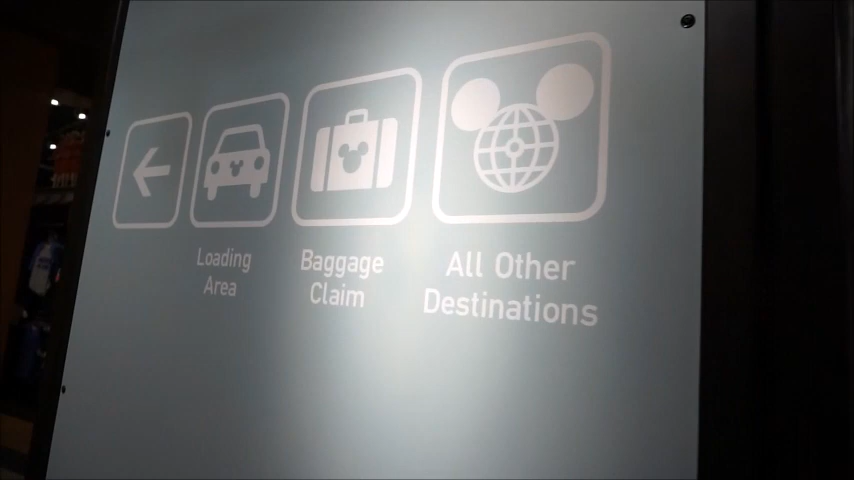 Loading
Area
Baggage
Claim
All Other
Destinations